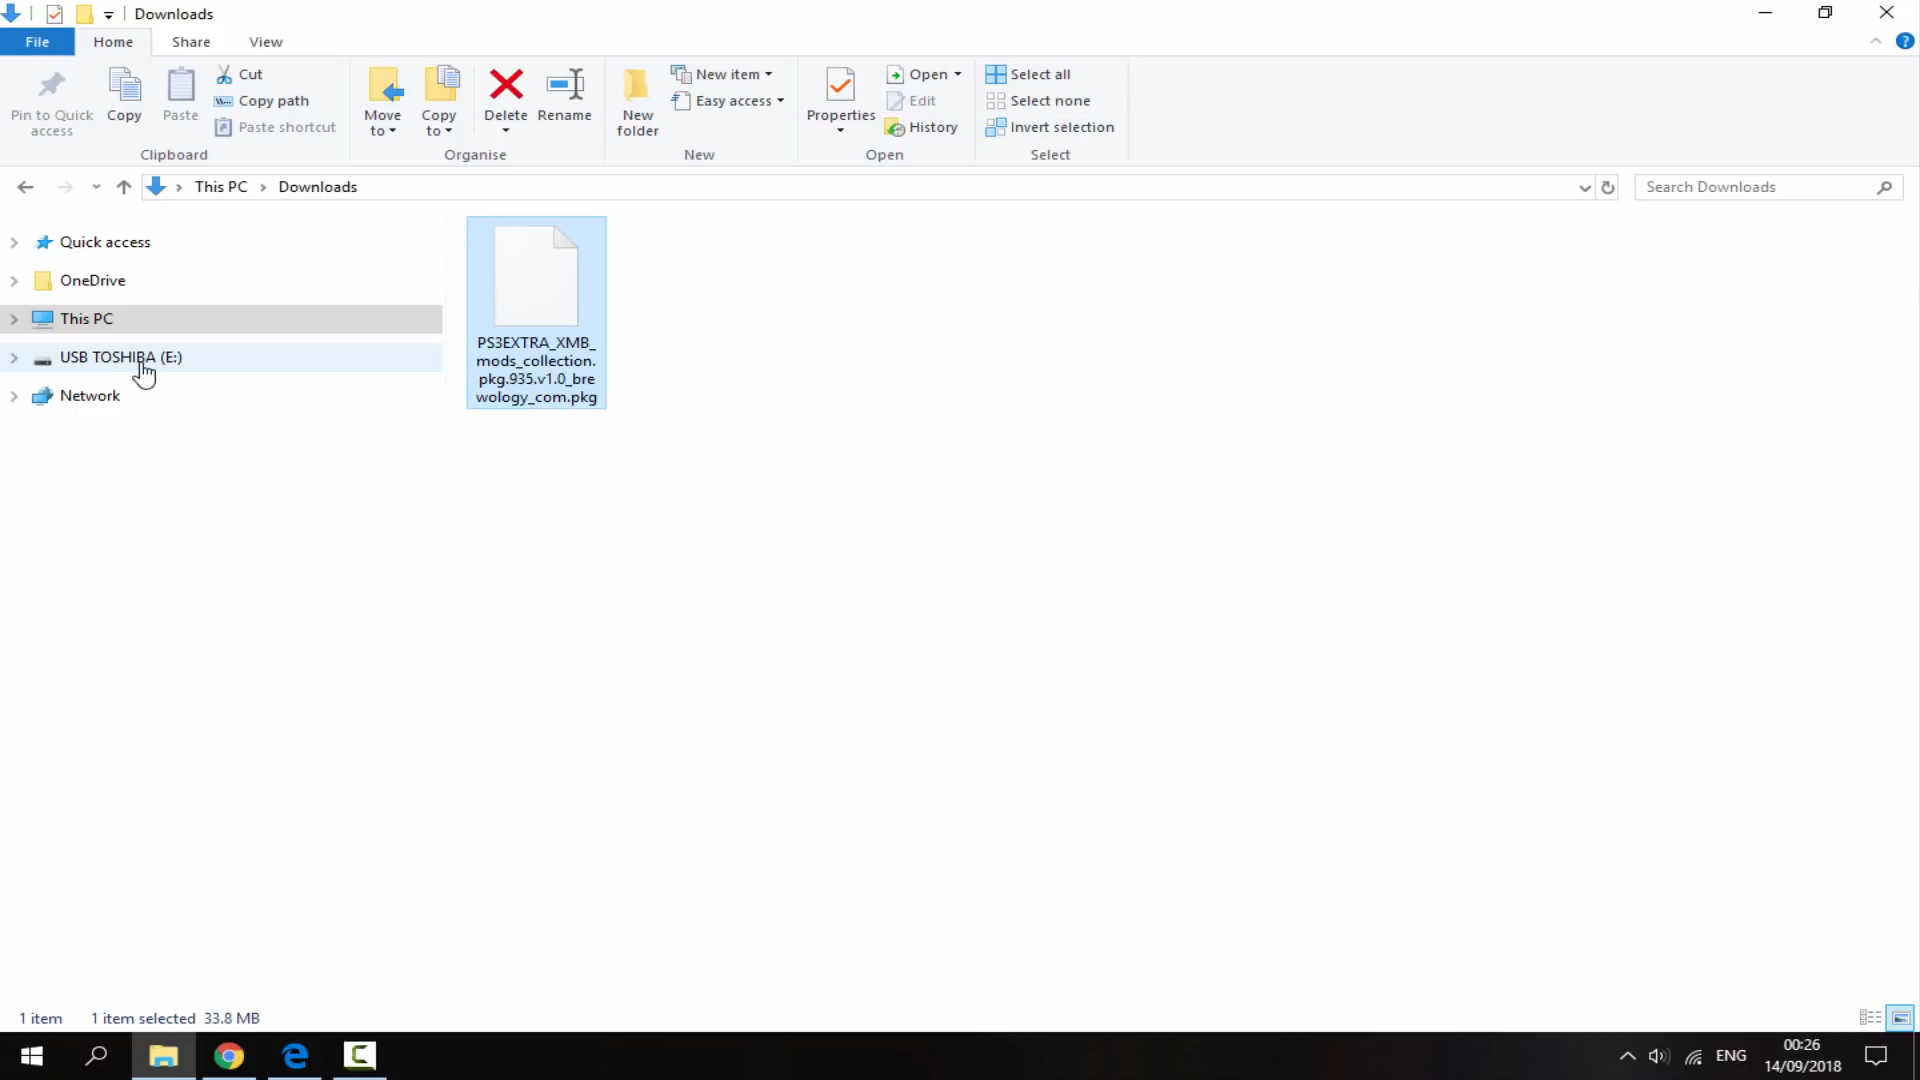 Downloads
File Home Share View
Pin to Quick access
Copy
Paste
Cut
Copy path
Paste shortcut
Clipboard
Move to
Copy to
Delete
Rename
Organise
New folder
New item
Easy access
New
Properties
Open
Edit
History
Open
Select all
Select none
Invert selection
Select
This PC Downloads
Search Downloads
Quick access
OneDrive
This PC
USB TOSHIBA (E:)
Network
PS3EXTRA_XMB_
mods_collection.
pkg.935.v1.0_bre
wology_com.pkg
1 item 1 item selected 33.8 MB
ENG
00:26
14/09/2018